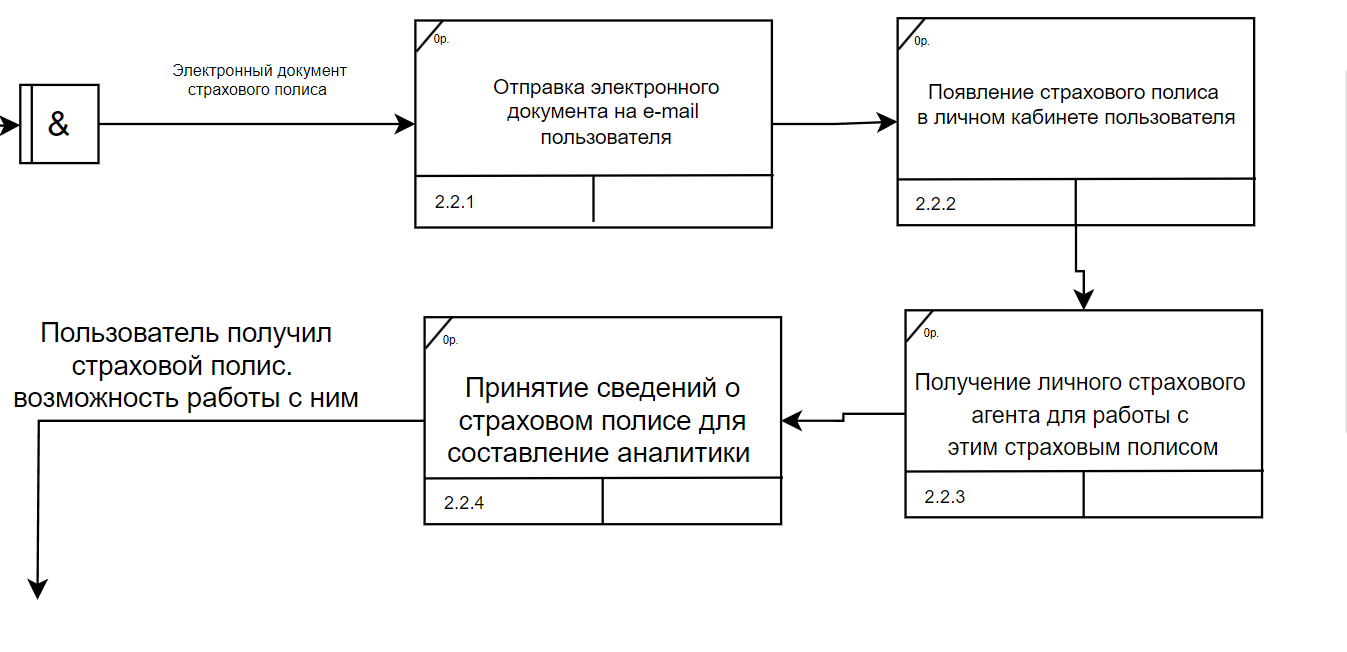 &
Электронный документ
страхового полиса
0р.
Отправка электронного
документа на e-mail
пользователя
2.2.1
0р.
Появление страхового полиса
в личном кабинете пользователя
2.2.2
0р.
Получение личного страхового
агента для работы с
этим страховым полисом
2.2.3
0р.
Принятие сведений о
страховом полисе для
составление аналитики
2.2.4
Пользователь получил
страховой полис.
возможность работы с ним